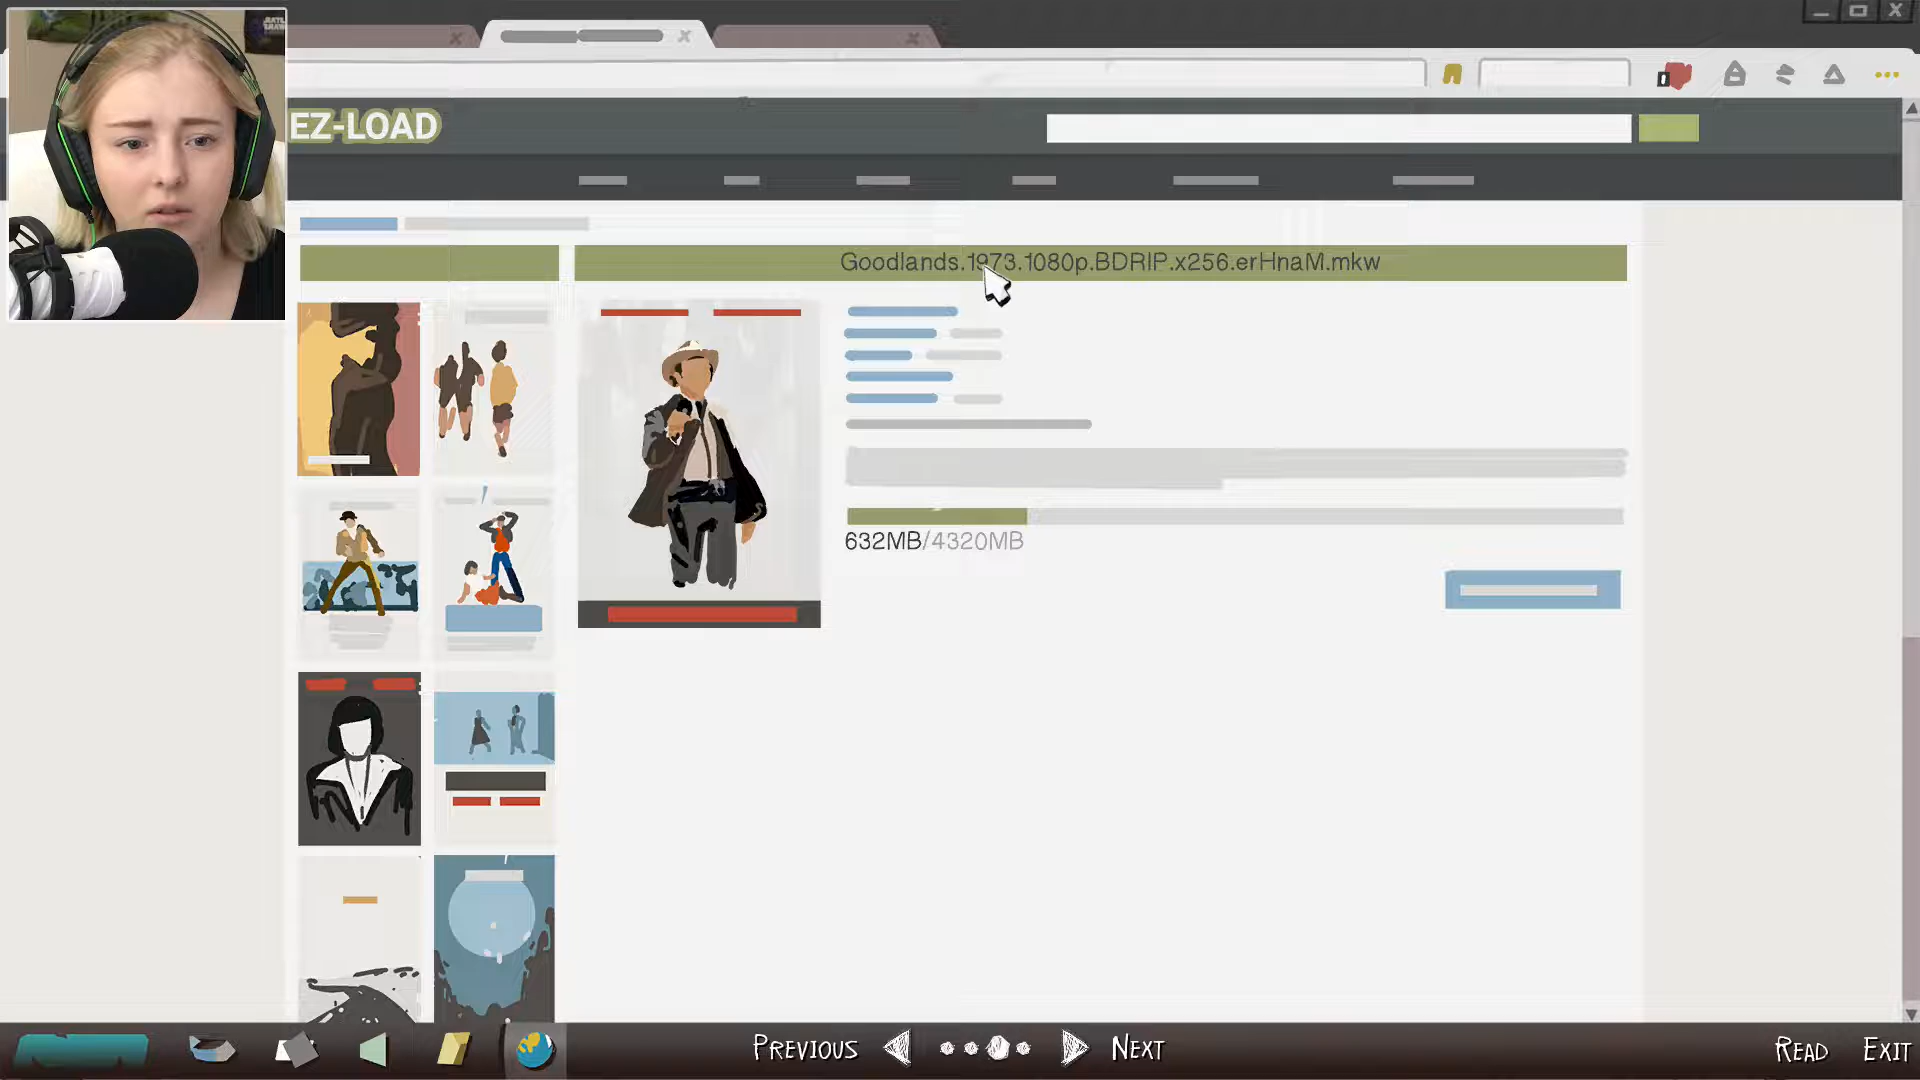 EZ-LOAD
Goodlands.1973.1080p.BDRIP.x256.erHnaM.mkw
632MB/4320MB
PREVIOUS
NEXT
READ
EXIT